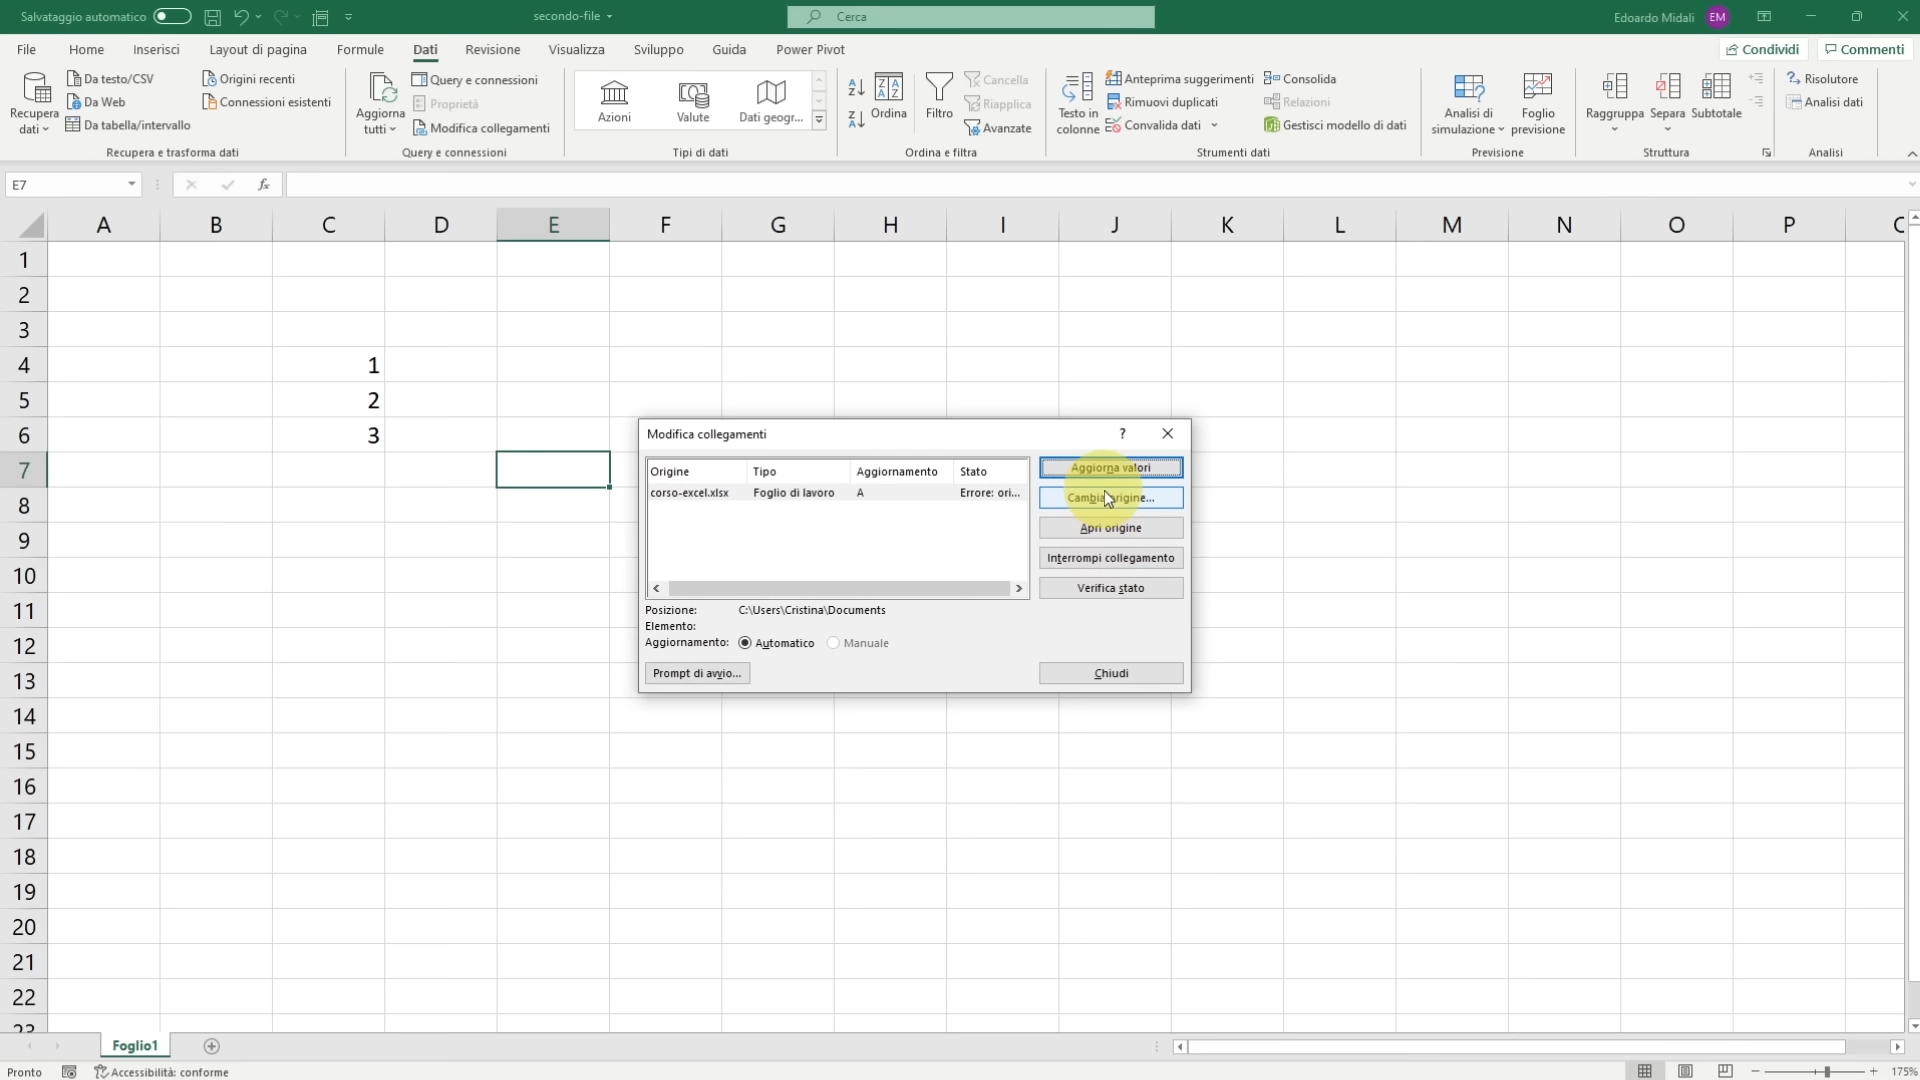 Salvataggio automatico
secondo-file
Cerca
Edoardo Midali EM
File Home Inserisci Layout di pagina Formule Dati Revisione Visualizza Sviluppo Guida Power Pivot
Condividi Commenti
Recupera dati
Da testo/CSV
Da Web
Da tabella/intervallo
Origini recenti
Connessioni esistenti
Recupera e trasforma dati
Aggiorna tutti
Query e connessioni
Proprietà
Modifica collegamenti
Query e connessioni
Azioni
Valute
Dati geogr...
Tipi di dati
Ordina
Filtro
Cancella
Riapplica
Avanzate
Ordina e filtra
Testo in colonne
Anteprima suggerimenti
Rimuovi duplicati
Convalida dati
Consolida
Relazioni
Gestisci modello di dati
Strumenti dati
Analisi di simulazione
Foglio previsione
Previsione
Raggruppa
Separa
Subtotale
Struttura
Risolutore
Analisi dati
Analisi
E7
fx
A B C D E F G H I J K L M N O P
1
2
3
4 1
5 2
6 3
7
8
9
10
11
12
13
14
15
16
17
18
19
20
21
22
23
Modifica collegamenti
?
Origine Tipo Aggiornamento Stato
corso-excel.xlsx Foglio di lavoro A Errore: ori...
Aggiorna valori
Cambia origine...
Apri origine
Interrompi collegamento
Verifica stato
Posizione: C:\Users\Cristina\Documents
Elemento:
Aggiornamento: Automatico Manuale
Prompt di avvio...
Chiudi
Foglio1
Pronto
Accessibilità: conforme
175%